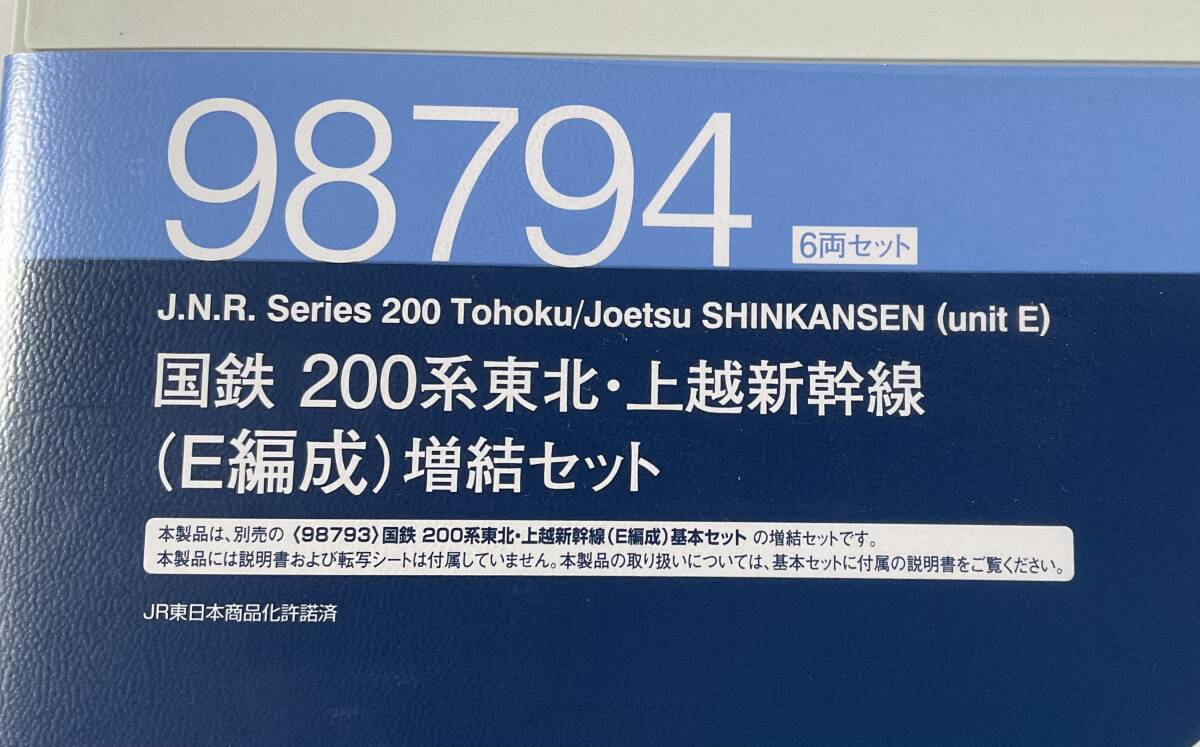 98794
6両セット
J.N.R. Series 200 Tohoku/Joetsu SHINKANSEN (unit E)
国鉄 200系東北・上越新幹線
(E編成)増結セット
本製品は、別売の 〈98793〉国鉄 200系東北・上越新幹線(E編成)基本セット の増結セットです。
本製品には説明書および転写シートは付属していません。本製品の取り扱いについては、基本セットに付属の説明書をご覧ください。
JR東日本商品化許諾済